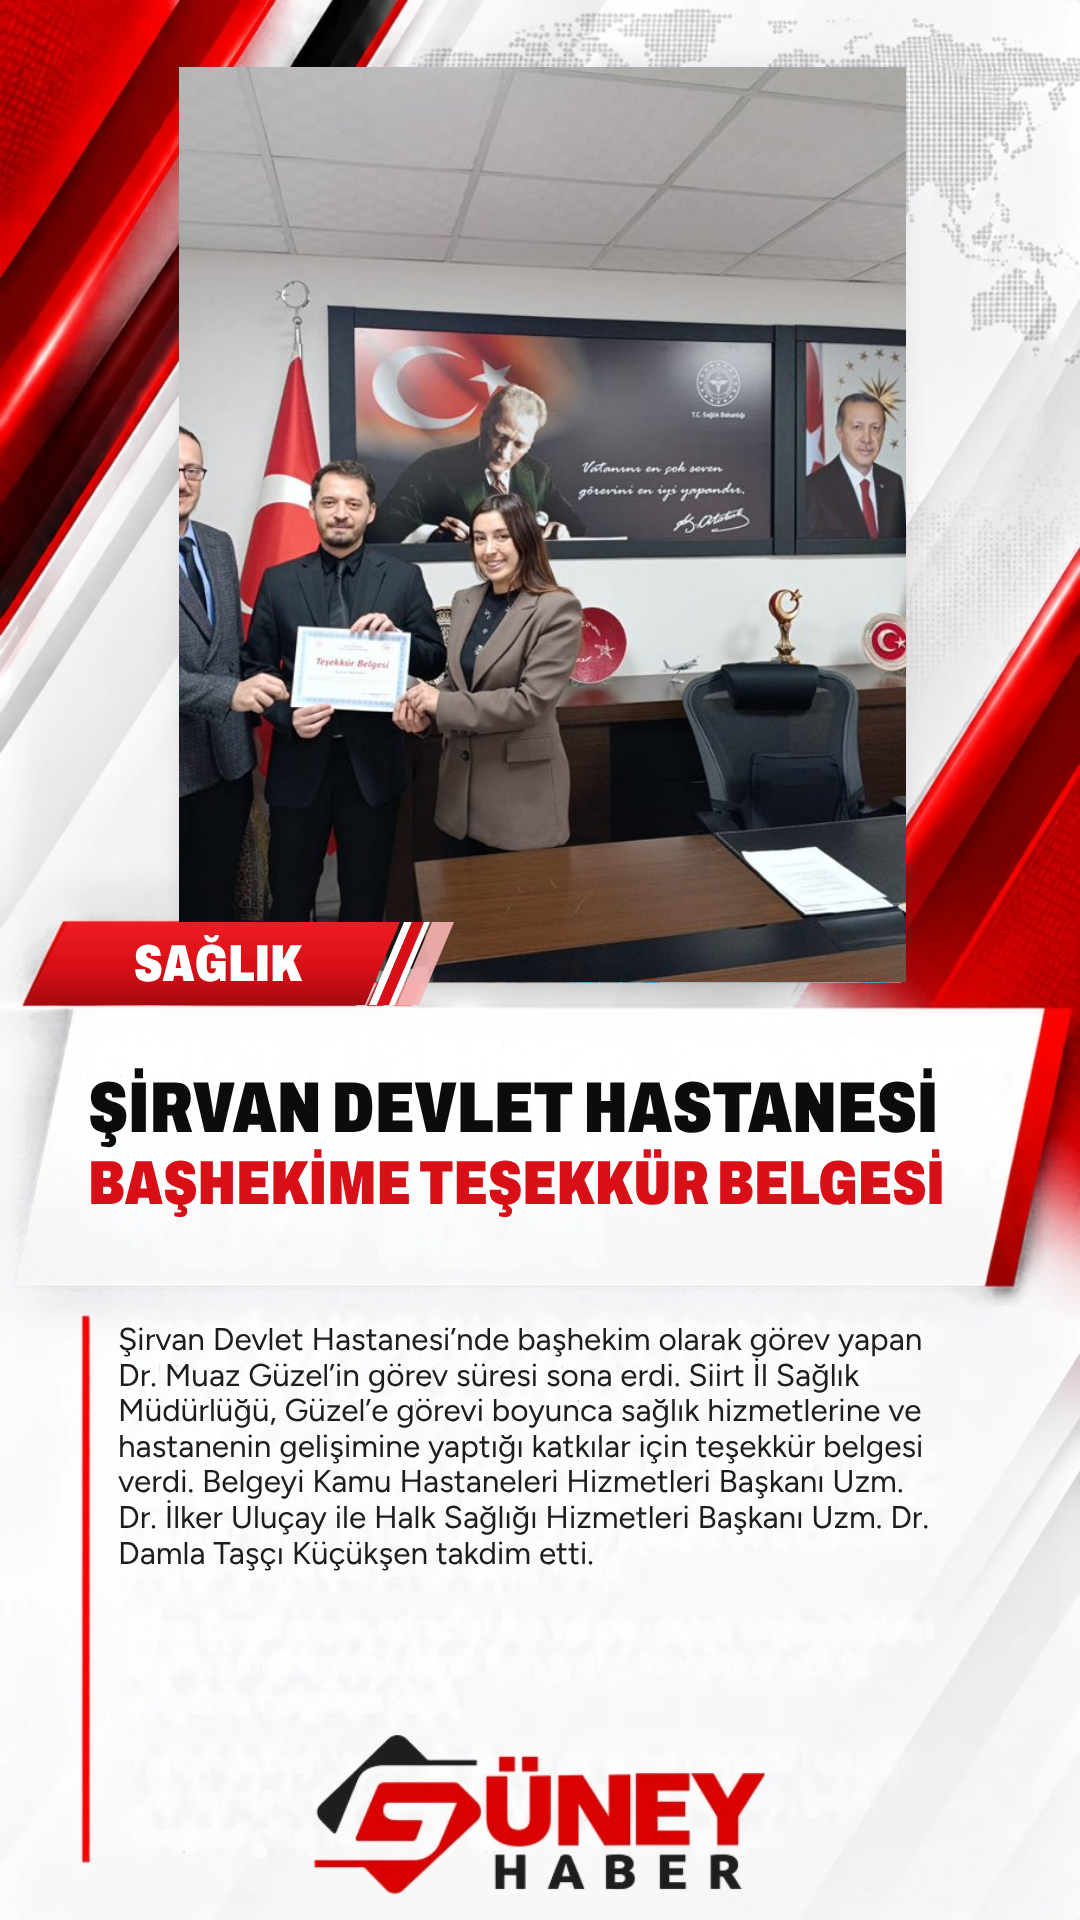 T.C. Sağlık Bakanlığı
Vatanını en çok seven
görevini en iyi yapandır.
Teşekkür Belgesi
SAĞLIK
ŞİRVAN DEVLET HASTANESİ
BAŞHEKİME TEŞEKKÜR BELGESİ
Şirvan Devlet Hastanesi’nde başhekim olarak görev yapan
Dr. Muaz Güzel’in görev süresi sona erdi. Siirt İl Sağlık
Müdürlüğü, Güzel’e görevi boyunca sağlık hizmetlerine ve
hastanenin gelişimine yaptığı katkılar için teşekkür belgesi
verdi. Belgeyi Kamu Hastaneleri Hizmetleri Başkanı Uzm.
Dr. İlker Uluçay ile Halk Sağlığı Hizmetleri Başkanı Uzm. Dr.
Damla Taşçı Küçükşen takdim etti.
GÜNEY
HABER